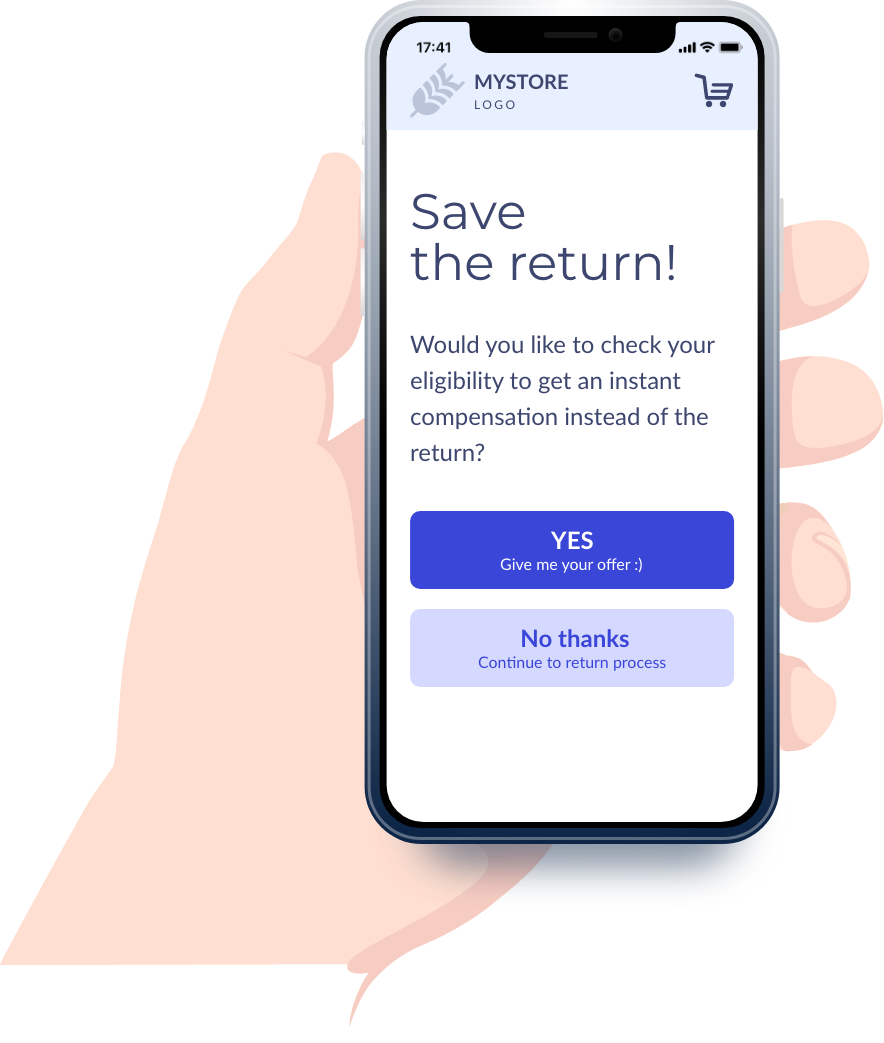 17:41
MYSTORE
LOGO
Save
the return!
Would you like to check your
eligibility to get an instant
compensation instead of the
return?
YES
Give me your offer :)
No thanks
Continue to return process